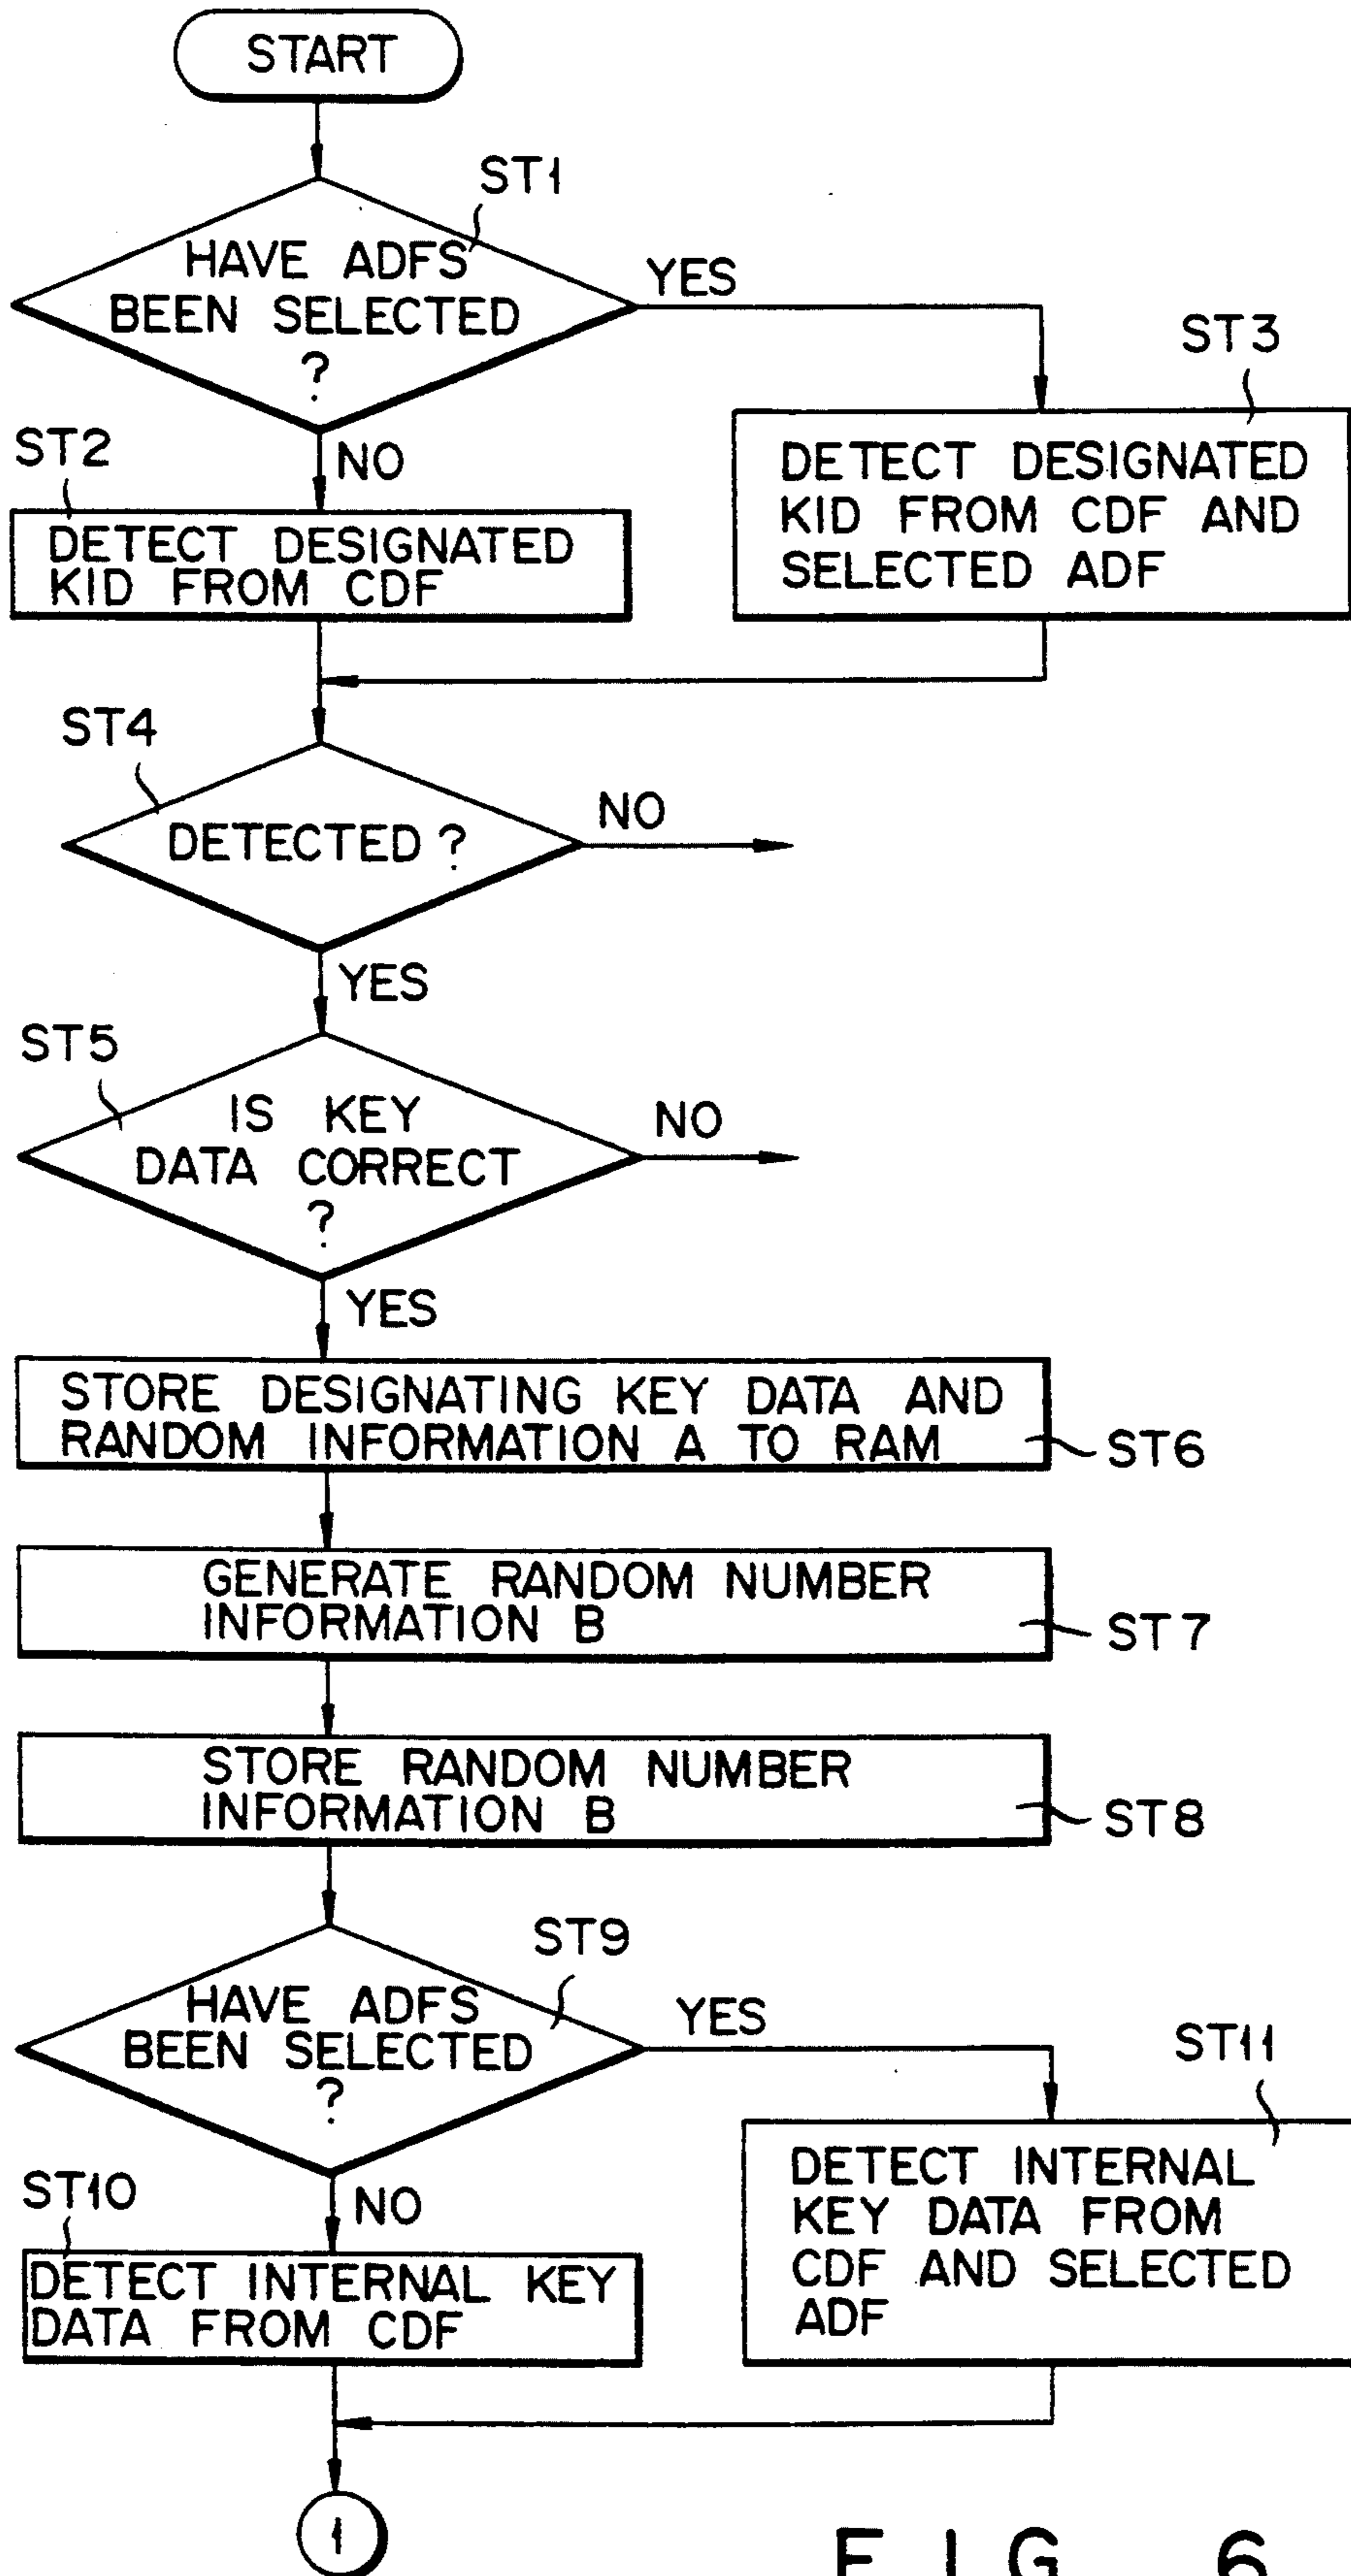 START
ST1
HAVE ADFS
BEEN SELECTED
?
YES
ST3
ST2
NO
DETECT DESIGNATED
KID FROM CDF AND
SELECTED ADF
DETECT DESIGNATED
KID FROM CDF
ST4
DETECTED ?
NO
YES
ST5
IS KEY
DATA CORRECT
?
NO
YES
STORE DESIGNATING KEY DATA AND
RANDOM INFORMATION A TO RAM
ST6
GENERATE RANDOM NUMBER
INFORMATION B
ST7
STORE RANDOM NUMBER
INFORMATION B
ST8
ST9
HAVE ADFS
BEEN SELECTED
?
YES
ST11
ST10
NO
DETECT INTERNAL
KEY DATA FROM
CDF AND SELECTED
ADF
DETECT INTERNAL KEY
DATA FROM CDF
1
FIG. 6